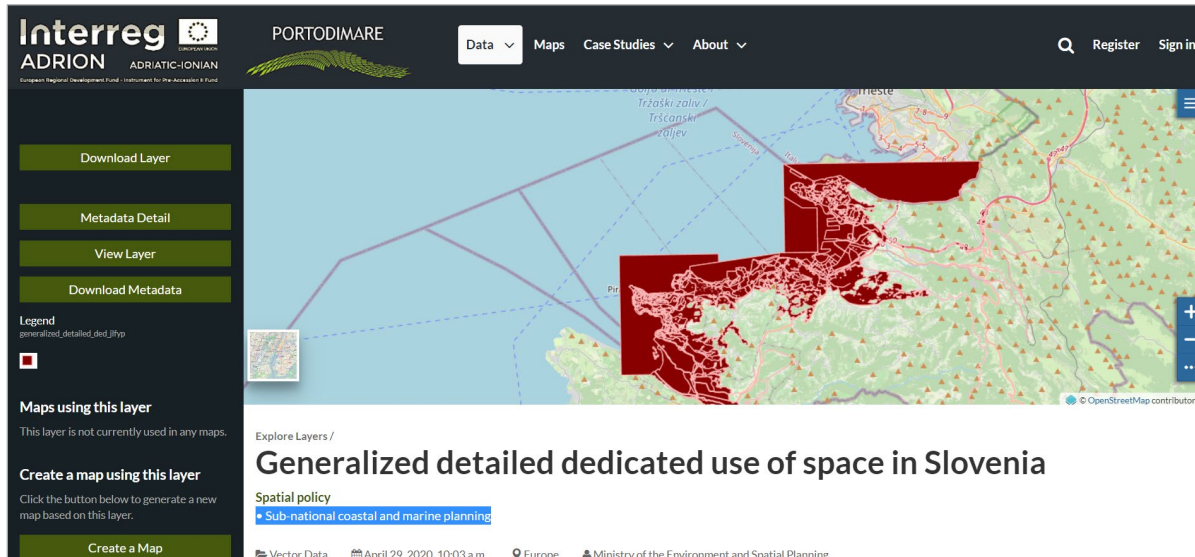 Interreg
EUROPEAN UNION
ADRION ADRIATIC-IONIAN
European Regional Development Fund - Instrument for Pre-Accession II Fund
PORTODIMARE
Data
Maps
Case Studies
About
Register
Sign in
Download Layer
Metadata Detail
View Layer
Download Metadata
Legend
generalized_detailed_ded_jlfyp
Maps using this layer
This layer is not currently used in any maps.
Create a map using this layer
Click the button below to generate a new
map based on this layer.
Create a Map
Tržaški zaliv /
Tršćanski
zaljev
Slovenija
Trieste
Pir
+
−
...
© OpenStreetMap contributor
Explore Layers /
Generalized detailed dedicated use of space in Slovenia
Spatial policy
• Sub-national coastal and marine planning
Vector Data April 29, 2020, 10:03 a.m. Europe Ministry of the Environment and Spatial Planning